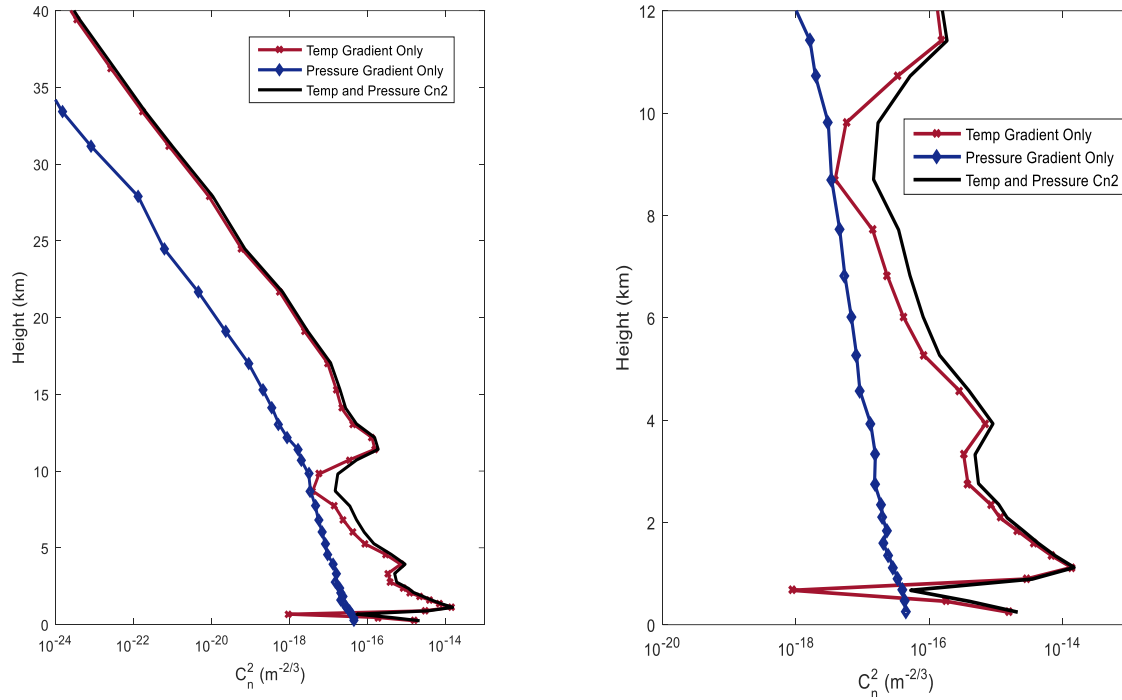 40
35
30
25
20
15
10
5
0
Height (km)
10-24
10-22
10-20
10-18
10-16
10-14
C_n^2 (m-2/3)
Temp Gradient Only
Pressure Gradient Only
Temp and Pressure Cn2
12
10
8
6
4
2
0
Height (km)
10-20
10-18
10-16
10-14
C_n^2 (m-2/3)
Temp Gradient Only
Pressure Gradient Only
Temp and Pressure Cn2